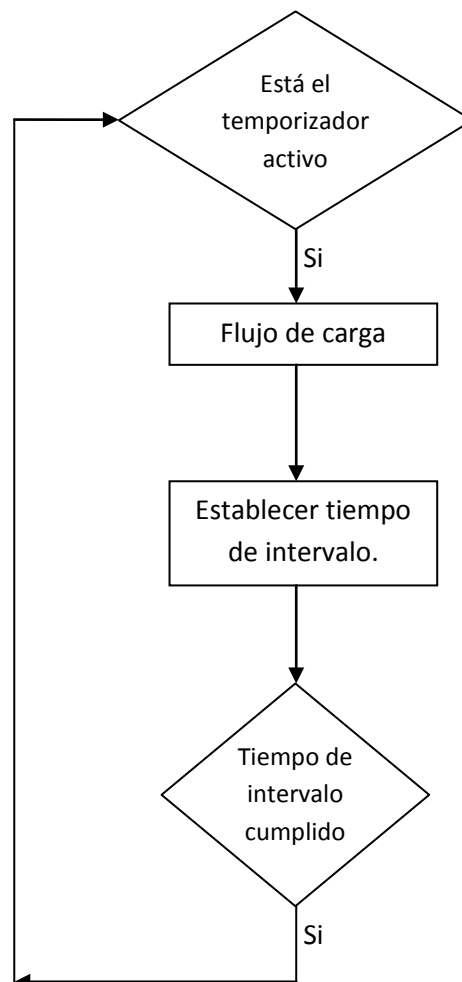 Está el
temporizador
activo
Si
Flujo de carga
Establecer tiempo
de intervalo.
Tiempo de
intervalo
cumplido
Si